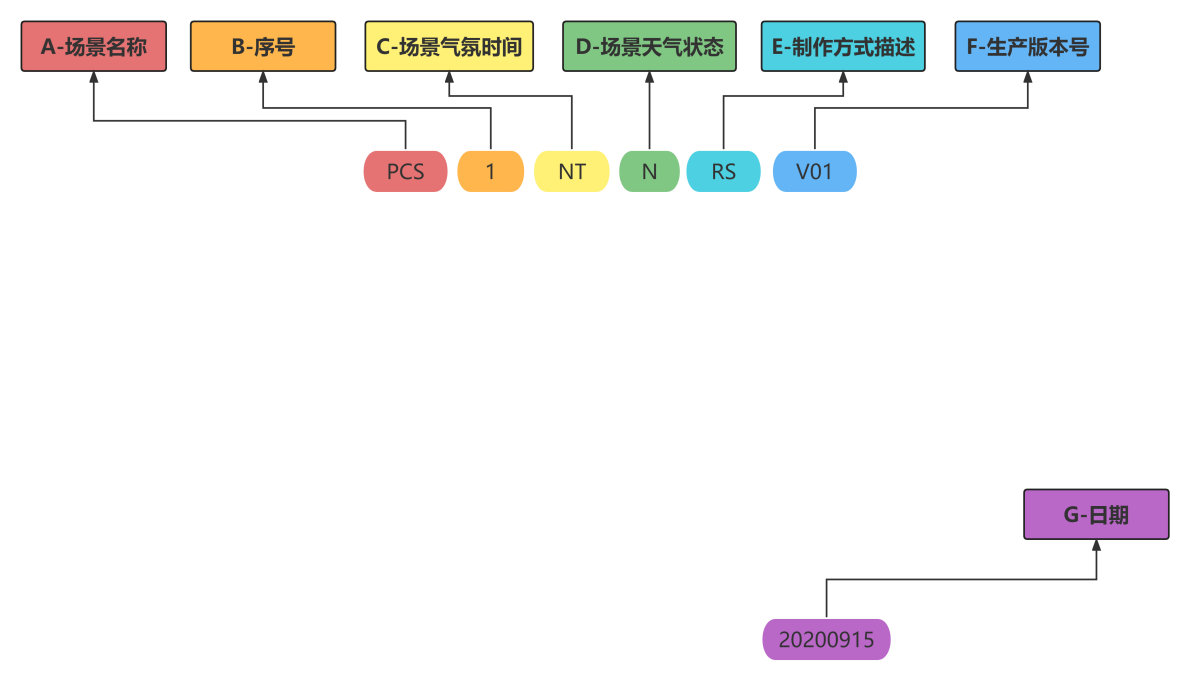 A-场景名称
B-序号
C-场景气氛时间
D-场景天气状态
E-制作方式描述
F-生产版本号
PCS
1
NT
N
RS
V01
G-日期
20200915